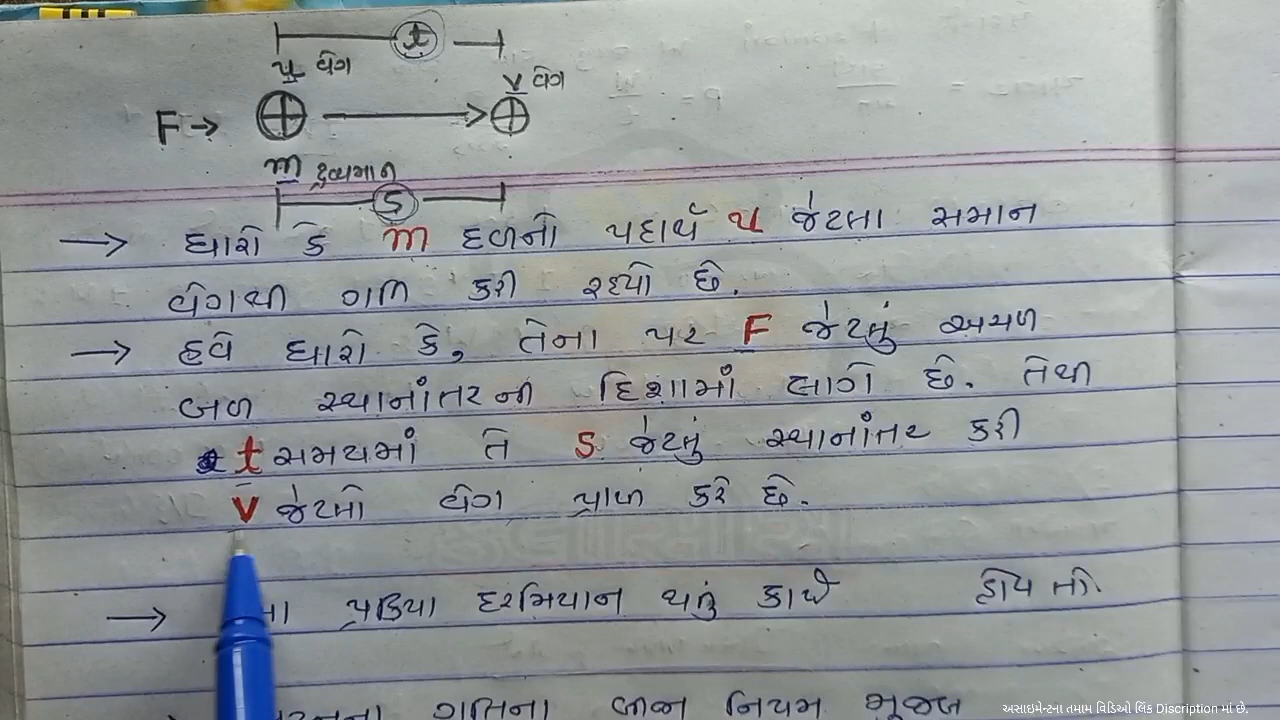 t
u વેગ
v વેગ
F →
m દ્રવ્યમાન
S
→ ધારો કે m દળનો પદાર્થ u જેટલા સમાન
વેગથી ગતિ કરી રહ્યો છે.
→ હવે ધારો કે, તેના પર F જેટલું અચળ
બળ સ્થાનાંતરની દિશામાં લાગે છે. તેથી
t સમયમાં તે S જેટલું સ્થાનાંતર કરી
v જેટલો વેગ પ્રાપ્ત કરે છે.
→ પ્રક્રિયા દરમિયાન થતું કાર્ય હોય તો.
ગતિના બીજા નિયમ મુજબ
અસાઇમેન્ટના તમામ વિડિઓ લિંક Discription માં છે.